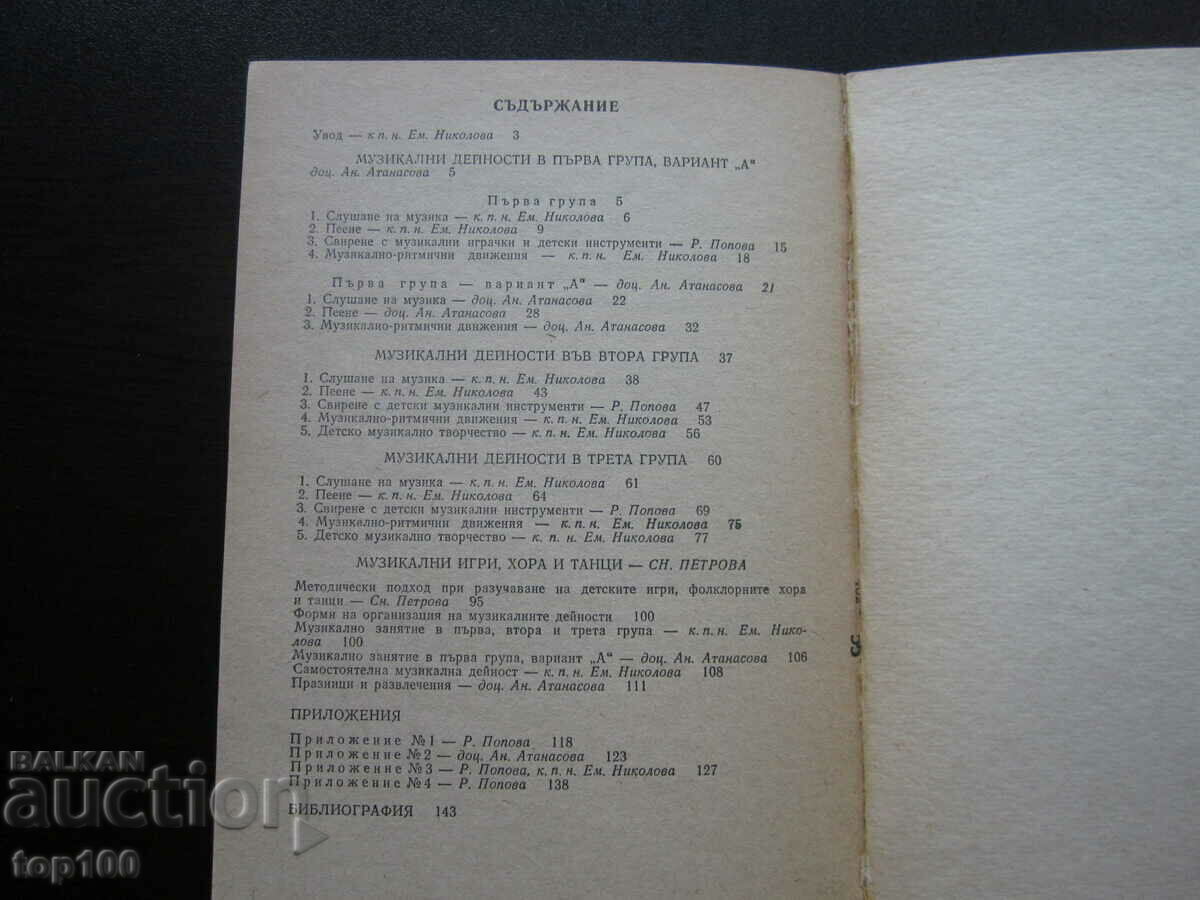 СЪДЪРЖАНИЕ
Увод — к. п. н. Ем. Николова 3
МУЗИКАЛНИ ДЕЙНОСТИ В ПЪРВА ГРУПА, ВАРИАНТ „А“
доц. Ан. Атанасова 5
Първа група 5
1. Слушане на музика — к. п. н. Ем. Николова 6
2. Пеене — к. п. н. Ем. Николова 9
3. Свирене с музикални играчки и детски инструменти — Р. Попова 15
4. Музикално-ритмични движения — к. п. н. Ем. Николова 18
Първа група — вариант „А“ — доц. Ан. Атанасова 21
1. Слушане на музика — доц. Ан. Атанасова 22
2. Пеене — доц. Ан. Атанасова 28
3. Музикално-ритмични движения — доц. Ан. Атанасова 32
МУЗИКАЛНИ ДЕЙНОСТИ ВЪВ ВТОРА ГРУПА 37
1. Слушане на музика — к. п. н. Ем. Николова 38
2. Пеене — к. п. н. Ем. Николова 43
3. Свирене с детски музикални инструменти — Р. Попова 47
4. Музикално-ритмични движения — к. п. н. Ем. Николова 53
5. Детско музикално творчество — к. п. н. Ем. Николова 56
МУЗИКАЛНИ ДЕЙНОСТИ В ТРЕТА ГРУПА 60
1. Слушане на музика — к. п. н. Ем. Николова 61
2. Пеене — к. п. н. Ем. Николова 64
3. Свирене с детски музикални инструменти — Р. Попова 69
4. Музикално-ритмични движения — к. п. н. Ем. Николова 75
5. Детско музикално творчество — к. п. н. Ем. Николова 77
МУЗИКАЛНИ ИГРИ, ХОРА И ТАНЦИ — СН. ПЕТРОВА
Методически подход при разучаване на детските игри, фолклорните хора
и танци — Сн. Петрова 95
Форми на организация на музикалните дейности 100
Музикално занятие в първа, втора и трета група — к. п. н. Ем. Нико-
лова 100
Музикално занятие в първа група, вариант „А“ — доц. Ан. Атанасова 106
Самостоятелна музикална дейност — к. п. н. Ем. Николова 108
Празници и развлечения — доц. Ан. Атанасова 111
ПРИЛОЖЕНИЯ
Приложение №1 — Р. Попова 118
Приложение №2 — доц. Ан. Атанасова 123
Приложение №3 — Р. Попова, к. п. н. Ем. Николова 127
Приложение №4 — Р. Попова 138
БИБЛИОГРАФИЯ 143
BALKAN
auction
top100